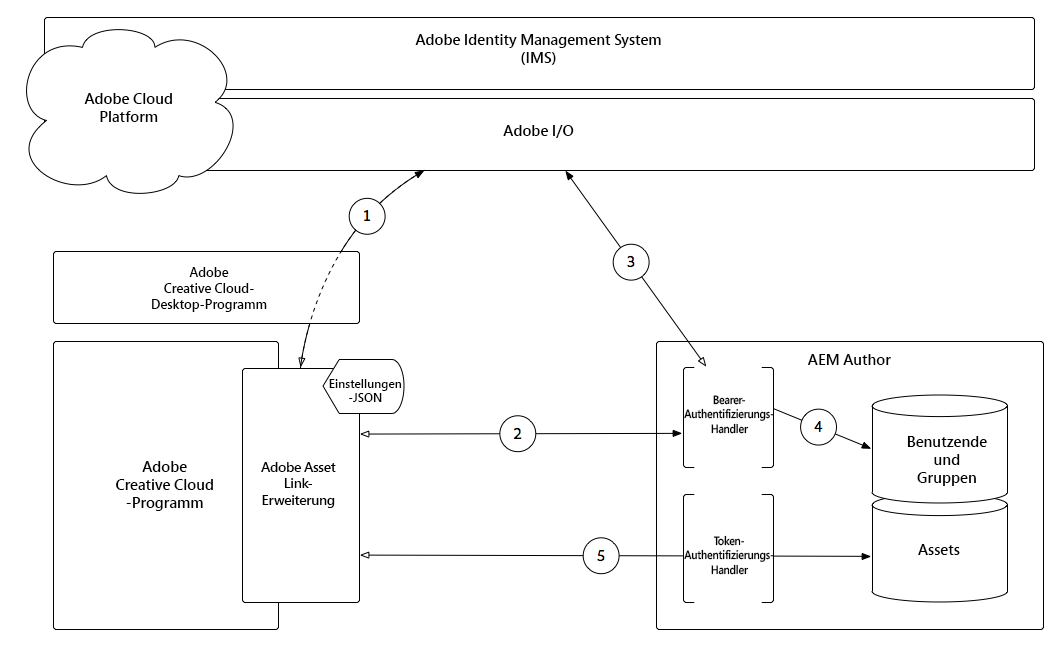 Adobe Identity Management System
(IMS)
Adobe Cloud
Platform
Adobe I/O
1
3
Adobe
Creative Cloud-
Desktop-Programm
AEM Author
Einstellungen
-JSON
Bearer-
Authentifizierungs-
Handler
2
4
Benutzende
und
Gruppen
Adobe
Creative Cloud
-Programm
Adobe Asset
Link-
Erweiterung
5
Token-
Authentifizierungs-
Handler
Assets